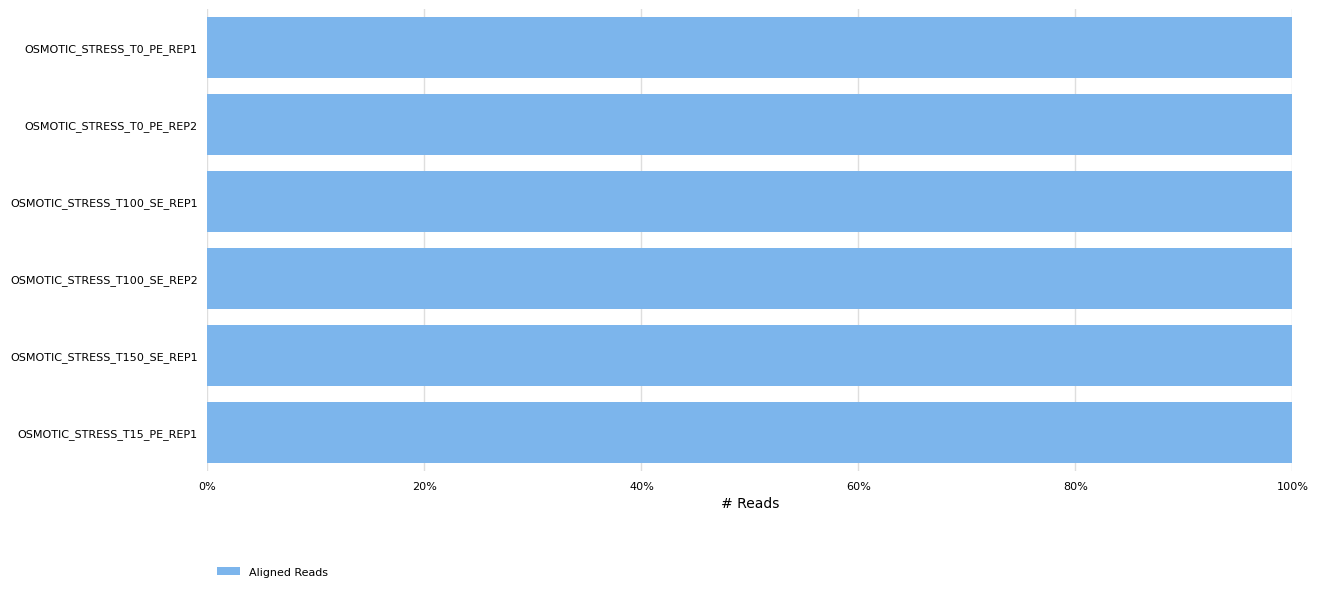 OSMOTIC_STRESS_T0_PE_REP1
OSMOTIC_STRESS_T0_PE_REP2
OSMOTIC_STRESS_T100_SE_REP1
OSMOTIC_STRESS_T100_SE_REP2
OSMOTIC_STRESS_T150_SE_REP1
OSMOTIC_STRESS_T15_PE_REP1
0% 20% 40% 60% 80% 100%
# Reads
Aligned Reads